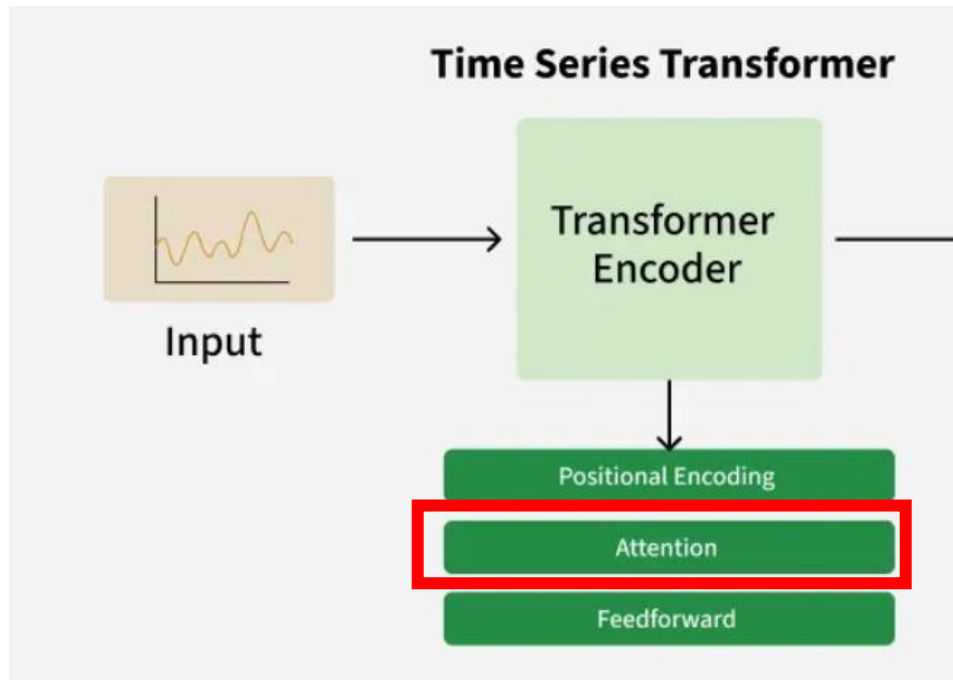 Time Series Transformer
Transformer
Encoder
Input
Positional Encoding
Attention
Feedforward